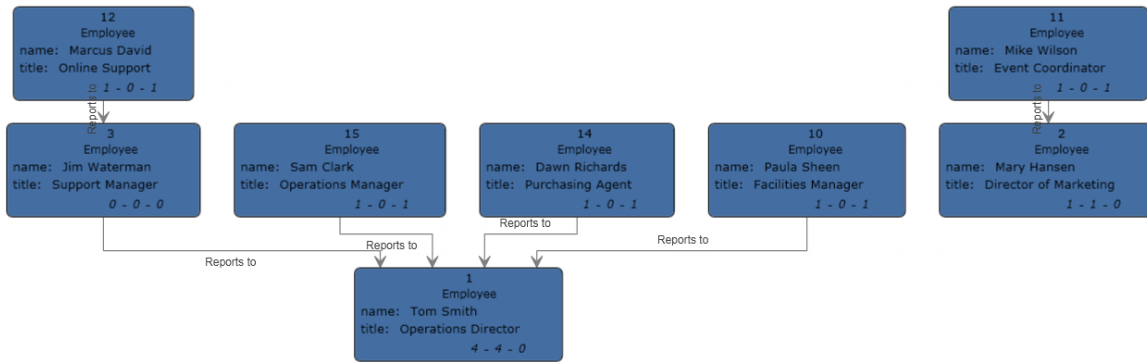 12
Employee
name: Marcus David
title: Online Support
1 - 0 - 1
Reports to
11
Employee
name: Mike Wilson
title: Event Coordinator
1 - 0 - 1
Reports to
3
Employee
name: Jim Waterman
title: Support Manager
0 - 0 - 0
15
Employee
name: Sam Clark
title: Operations Manager
1 - 0 - 1
14
Employee
name: Dawn Richards
title: Purchasing Agent
1 - 0 - 1
10
Employee
name: Paula Sheen
title: Facilities Manager
1 - 0 - 1
2
Employee
name: Mary Hansen
title: Director of Marketing
1 - 1 - 0
Reports to
Reports to
Reports to
Reports to
1
Employee
name: Tom Smith
title: Operations Director
4 - 4 - 0